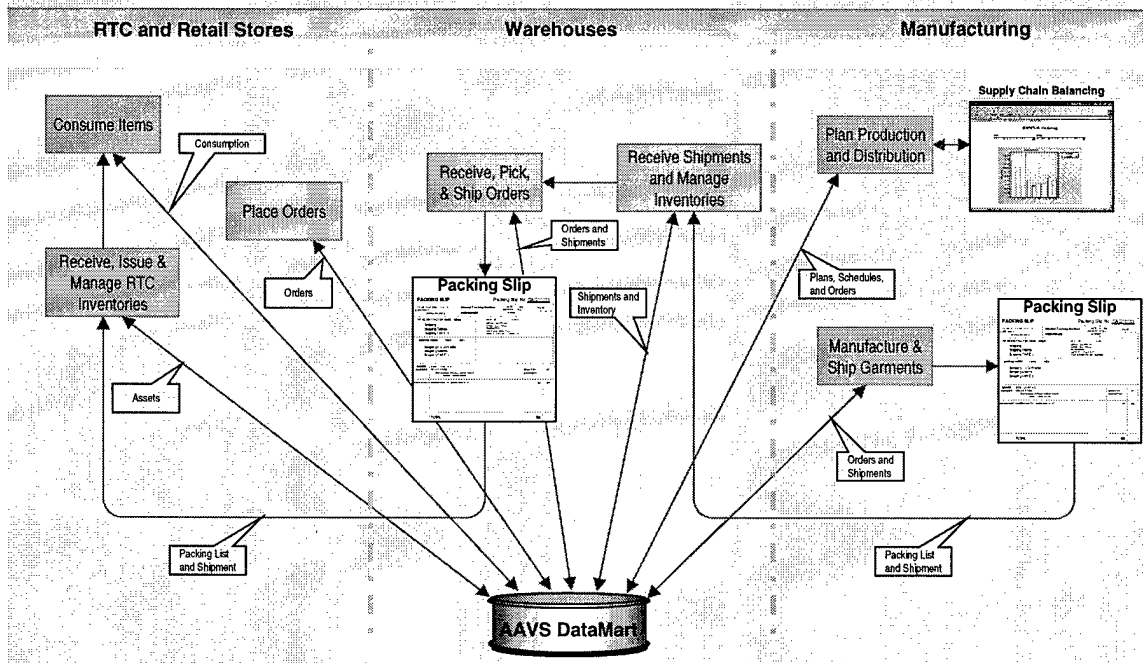 RTC and Retail Stores
Warehouses
Manufacturing
Supply Chain Balancing
Consume Items
Consumption
Place Orders
Receive, Pick,
& Ship Orders
Receive Shipments
and Manage
Inventories
Plan Production
and Distribution
Receive, Issue &
Manage RTC
Inventories
Orders
Orders and
Shipments
Shipments and
Inventory
Plans, Schedules,
and Orders
Packing Slip
PACKING SLIP
Packing Slip
PACKING SLIP
Manufacture &
Ship Garments
Assets
Orders and
Shipments
Packing List
and Shipment
Packing List
and Shipment
AAVS DataMart